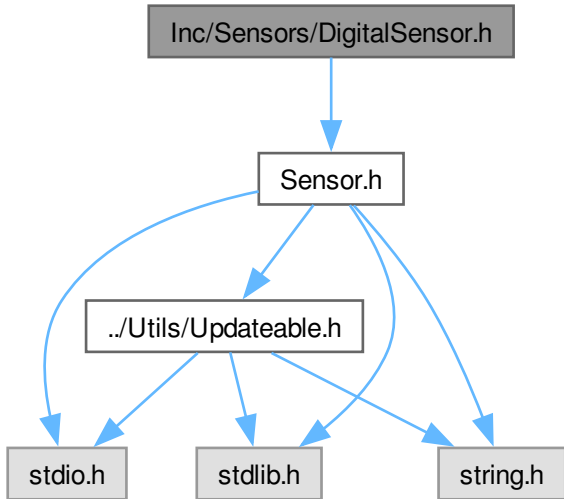 Inc/Sensors/DigitalSensor.h
Sensor.h
../Utils/Updateable.h
stdio.h
stdlib.h
string.h